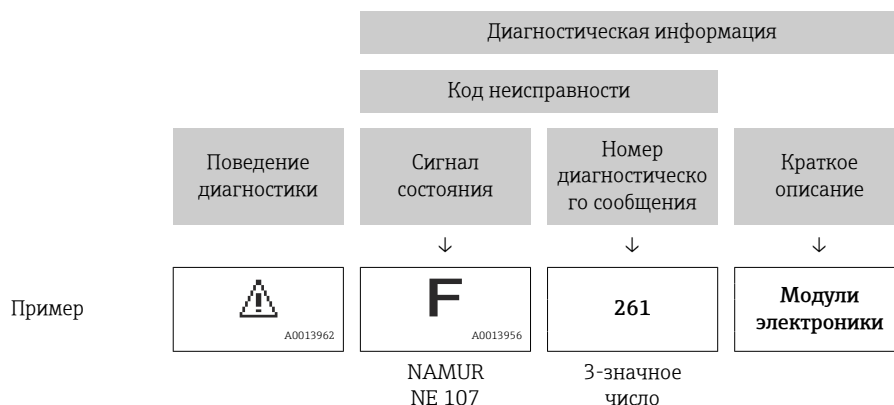 Диагностическая информация
Код неисправности
Поведение
диагностики
Сигнал
состояния
Номер
диагностическо
го сообщения
Краткое
описание
↓ ↓ ↓
Пример
A0013962
F
A0013956
261
Модули
электроники
NAMUR
NE 107
3-значное
число